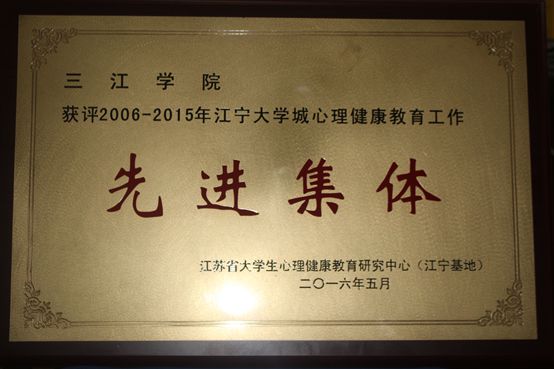 三江学院
获评2006-2015年江宁大学城心理健康教育工作
先进集体
江苏省大学生心理健康教育研究中心（江宁基地）
二〇一六年五月